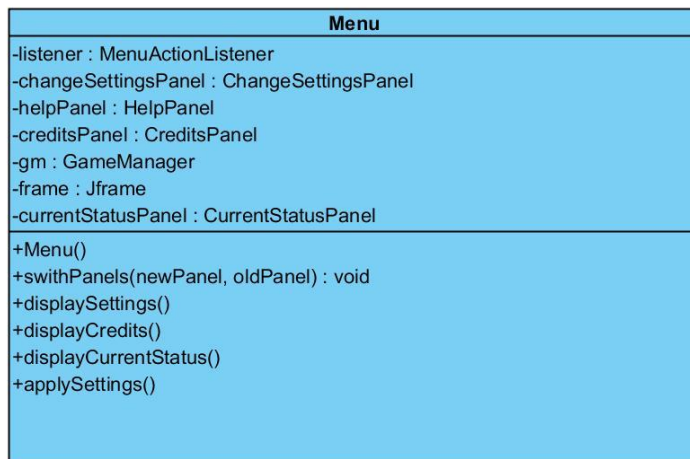 Menu
-listener : MenuActionListener
-changeSettingsPanel : ChangeSettingsPanel
-helpPanel : HelpPanel
-creditsPanel : CreditsPanel
-gm : GameManager
-frame : Jframe
-currentStatusPanel : CurrentStatusPanel
+Menu()
+swithPanels(newPanel, oldPanel) : void
+displaySettings()
+displayCredits()
+displayCurrentStatus()
+applySettings()